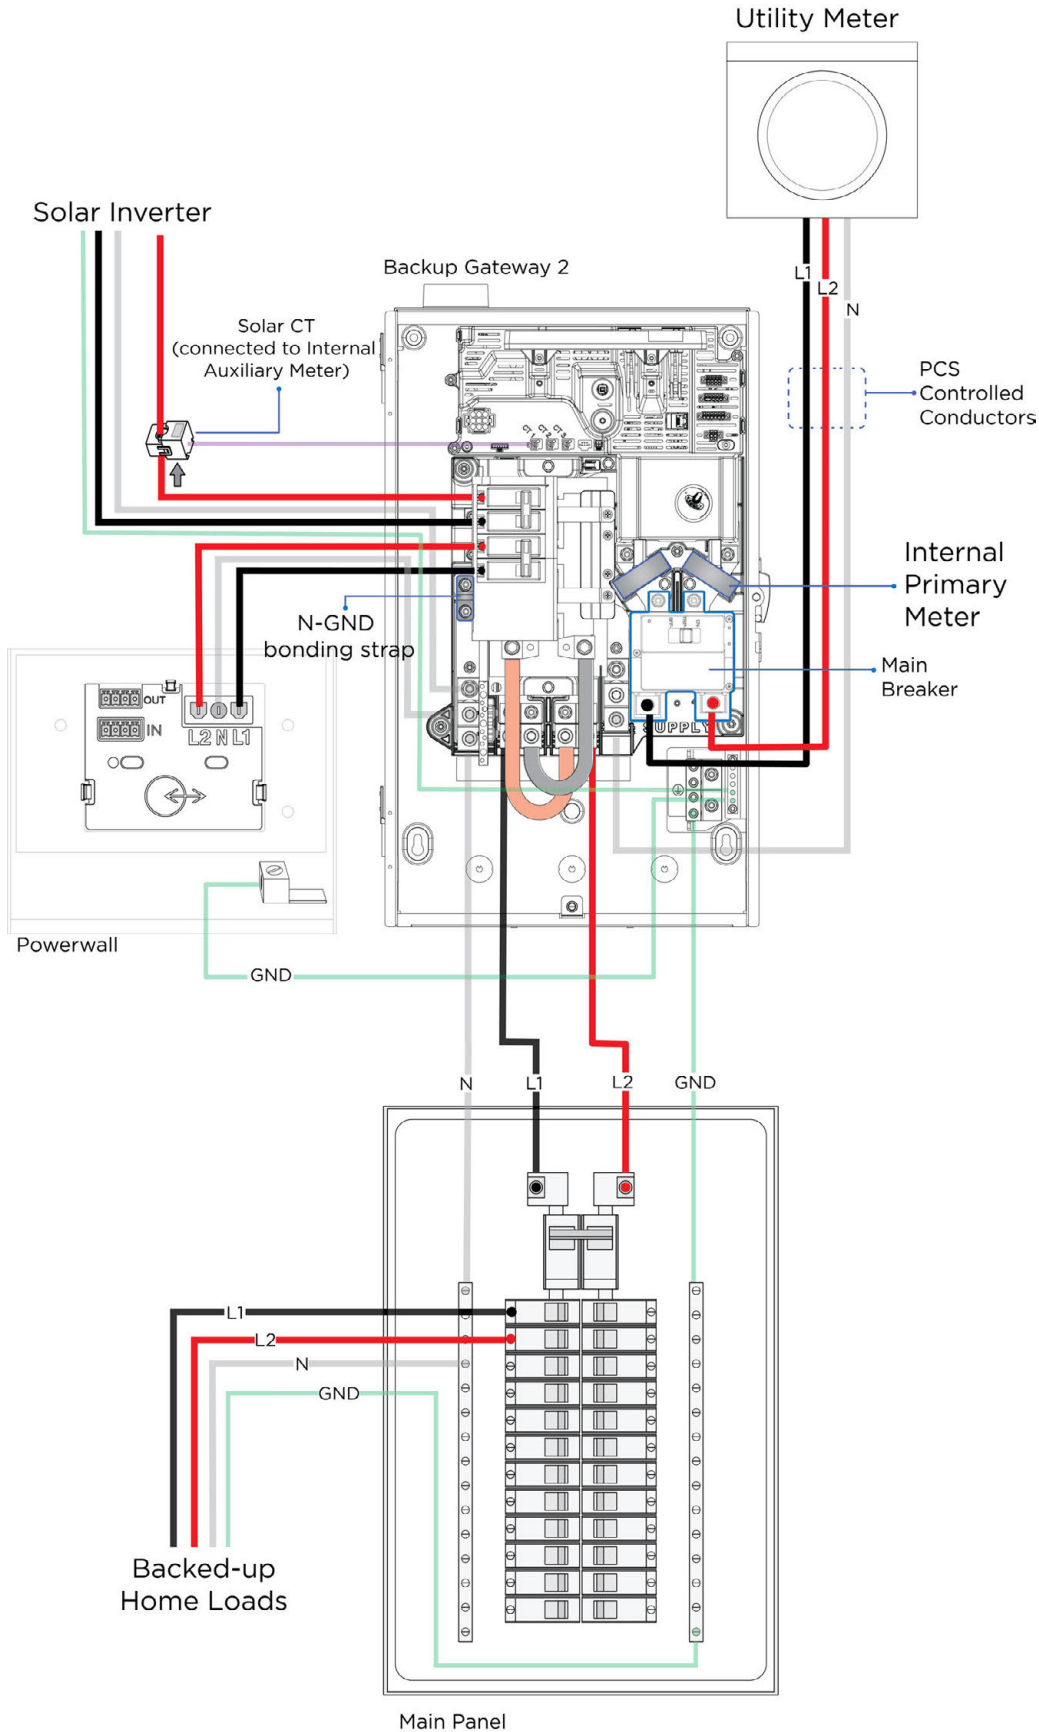 Utility Meter
Solar Inverter
Backup Gateway 2
L1
L2
N
Solar CT
(connected to Internal
Auxiliary Meter)
PCS
Controlled
Conductors
Internal
Primary
Meter
N-GND
bonding strap
Main
Breaker
OUT
IN
L2 N L1
SUPPLY
Powerwall
GND
N
L1
L2
GND
L1
L2
N
GND
Backed-up
Home Loads
Main Panel